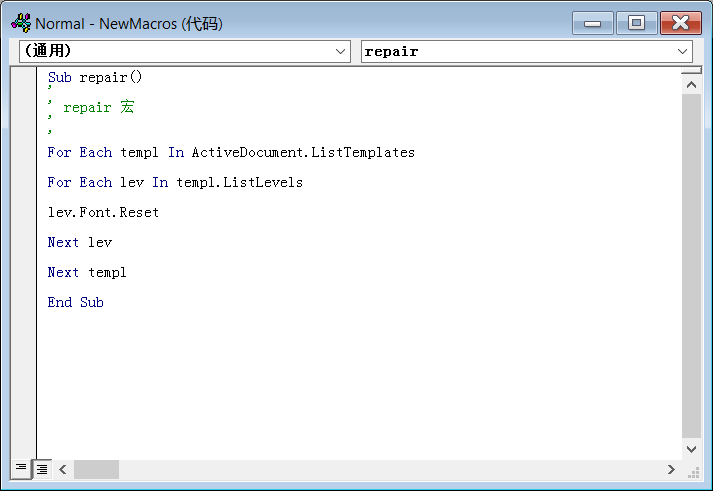 Normal - NewMacros (代码)
(通用)
repair
Sub repair()
'
' repair 宏
'
'
For Each templ In ActiveDocument.ListTemplates
For Each lev In templ.ListLevels
lev.Font.Reset
Next lev
Next templ
End Sub